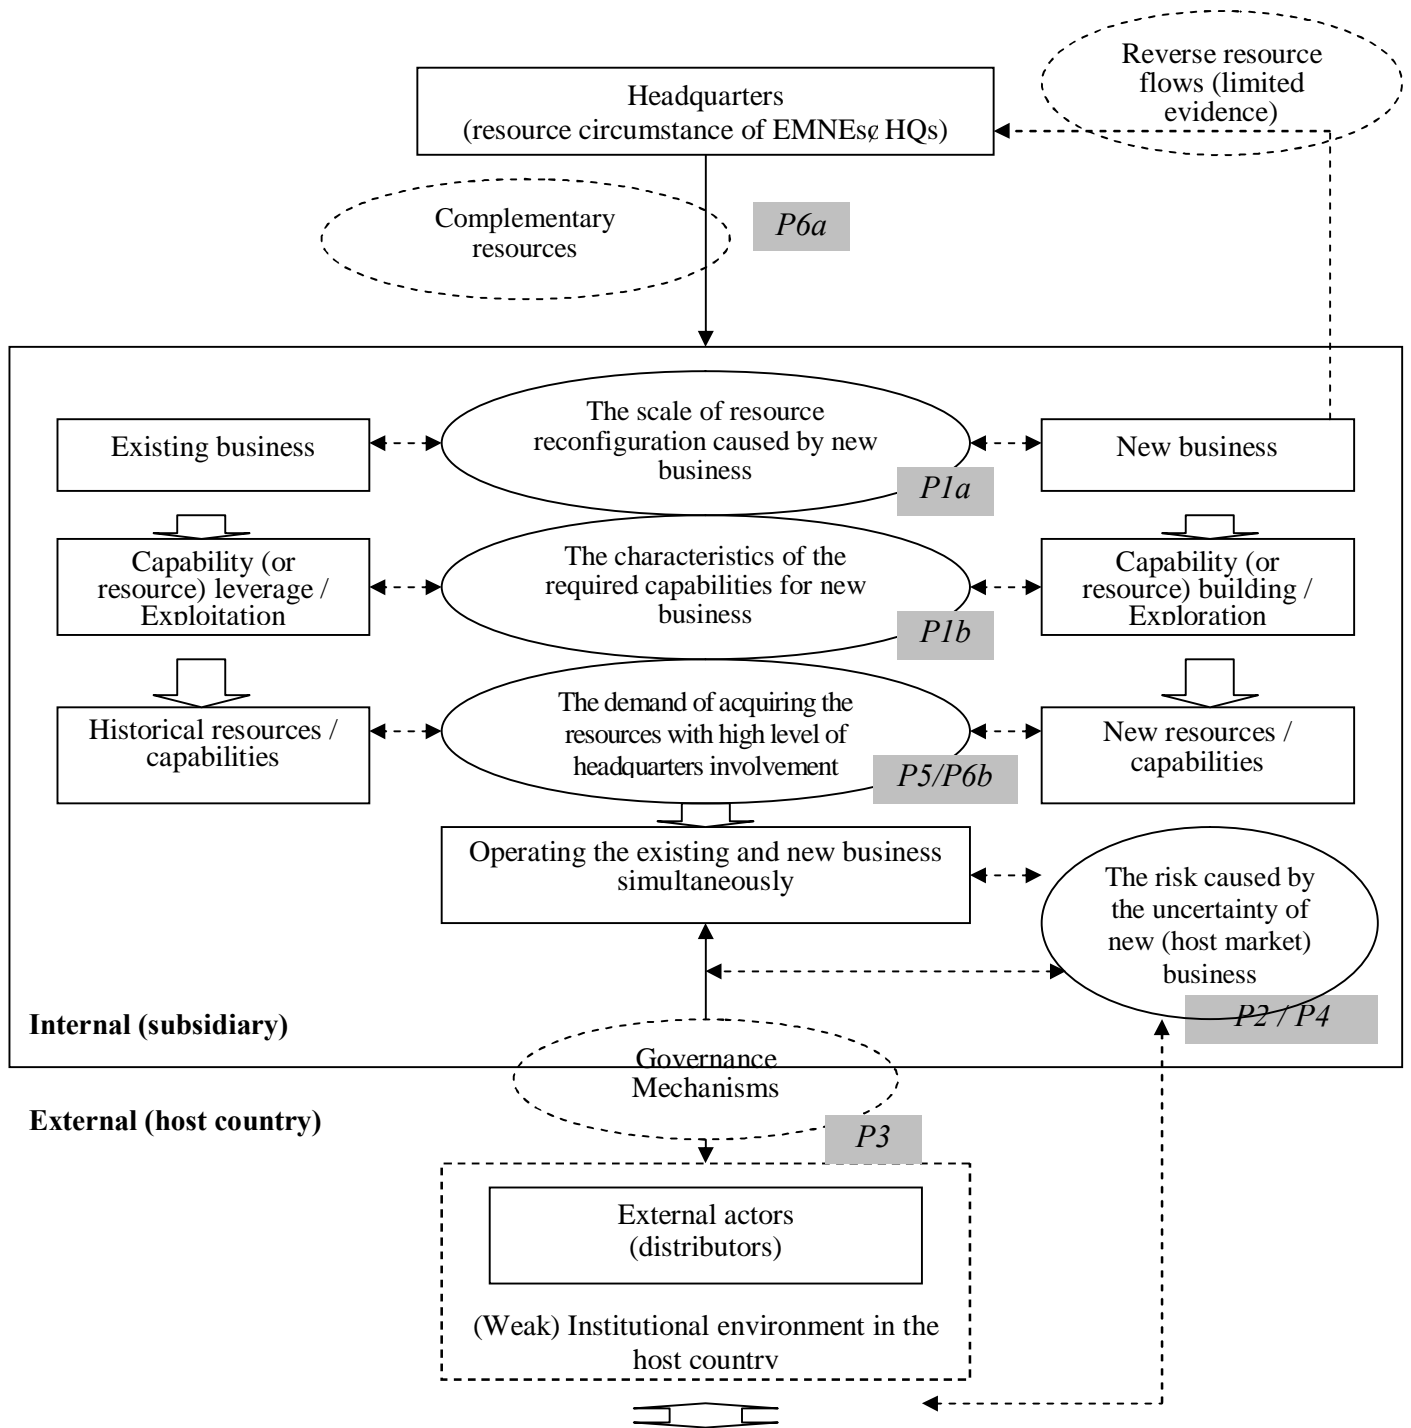 Reverse resource
flows (limited
evidence)
Headquarters
(resource circumstance of EMNEs¢ HQs)
Complementary
resources
P6a
The scale of resource
reconfiguration caused by new
business
Existing business
New business
P1a
Capability (or
resource) leverage /
Exploitation
The characteristics of the
required capabilities for new
business
Capability (or
resource) building /
Exploration
P1b
Historical resources /
capabilities
The demand of acquiring the
resources with high level of
headquarters involvement
New resources /
capabilities
P5/P6b
Operating the existing and new business
simultaneously
The risk caused by
the uncertainty of
new (host market)
business
P2 / P4
Internal (subsidiary)
Governance
Mechanisms
External (host country)
P3
External actors
(distributors)
(Weak) Institutional environment in the
host country